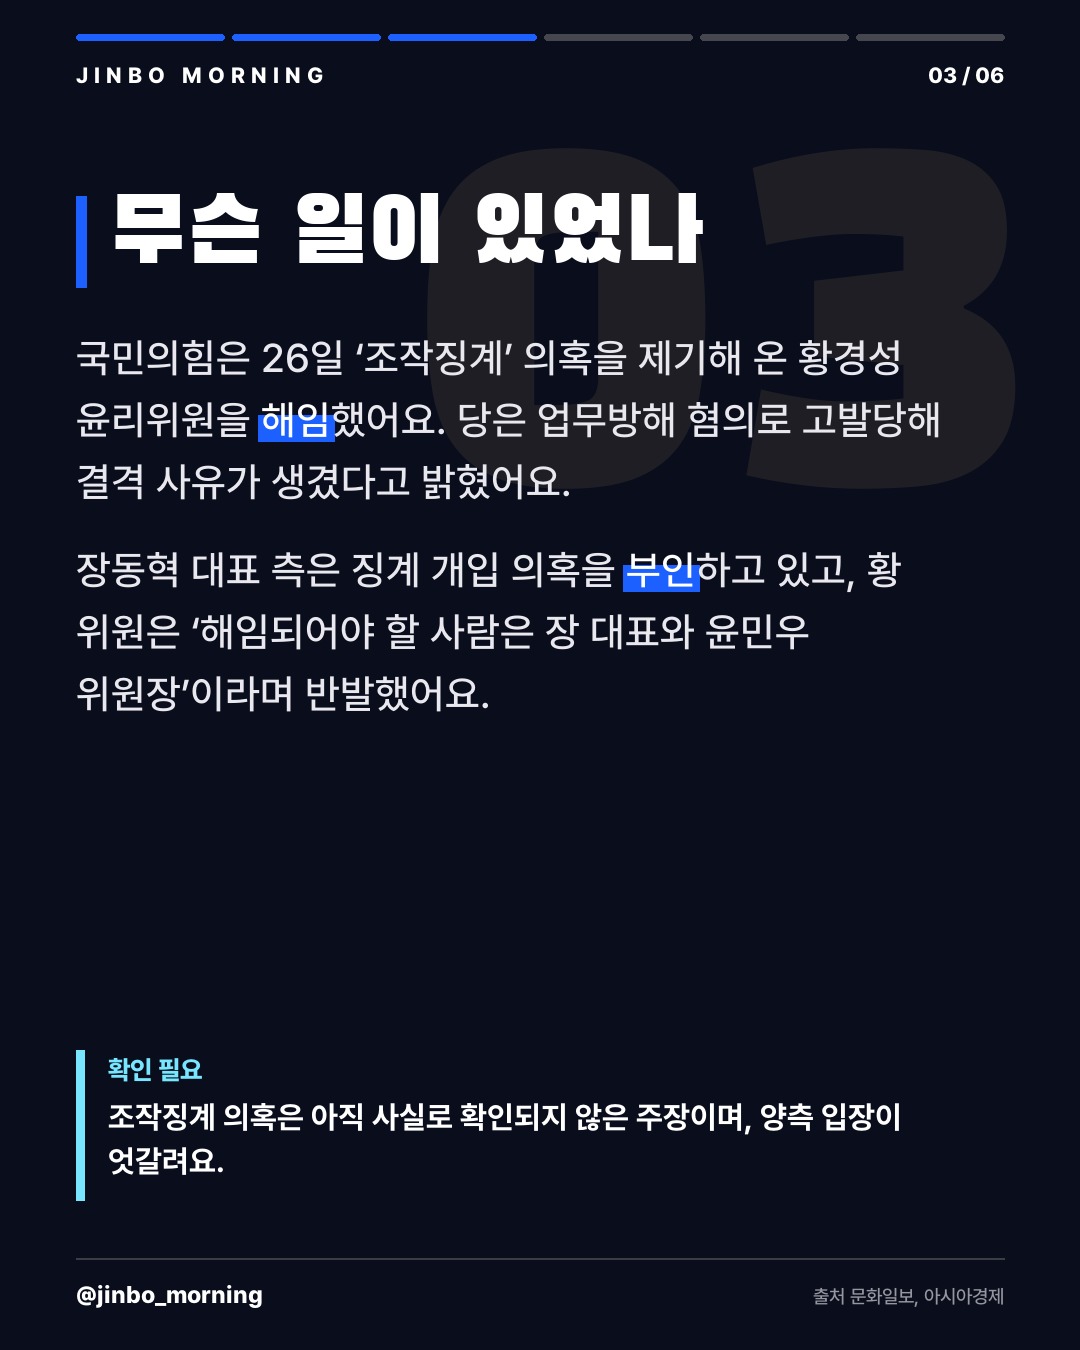 JINBO MORNING
03 / 06
03
무슨 일이 있었나
국민의힘은 26일 ‘조작징계’ 의혹을 제기해 온 황경성
윤리위원을 해임했어요. 당은 업무방해 혐의로 고발당해
결격 사유가 생겼다고 밝혔어요.
장동혁 대표 측은 징계 개입 의혹을 부인하고 있고, 황
위원은 ‘해임되어야 할 사람은 장 대표와 윤민우
위원장’이라며 반발했어요.
확인 필요
조작징계 의혹은 아직 사실로 확인되지 않은 주장이며, 양측 입장이
엇갈려요.
@jinbo_morning
출처 문화일보, 아시아경제